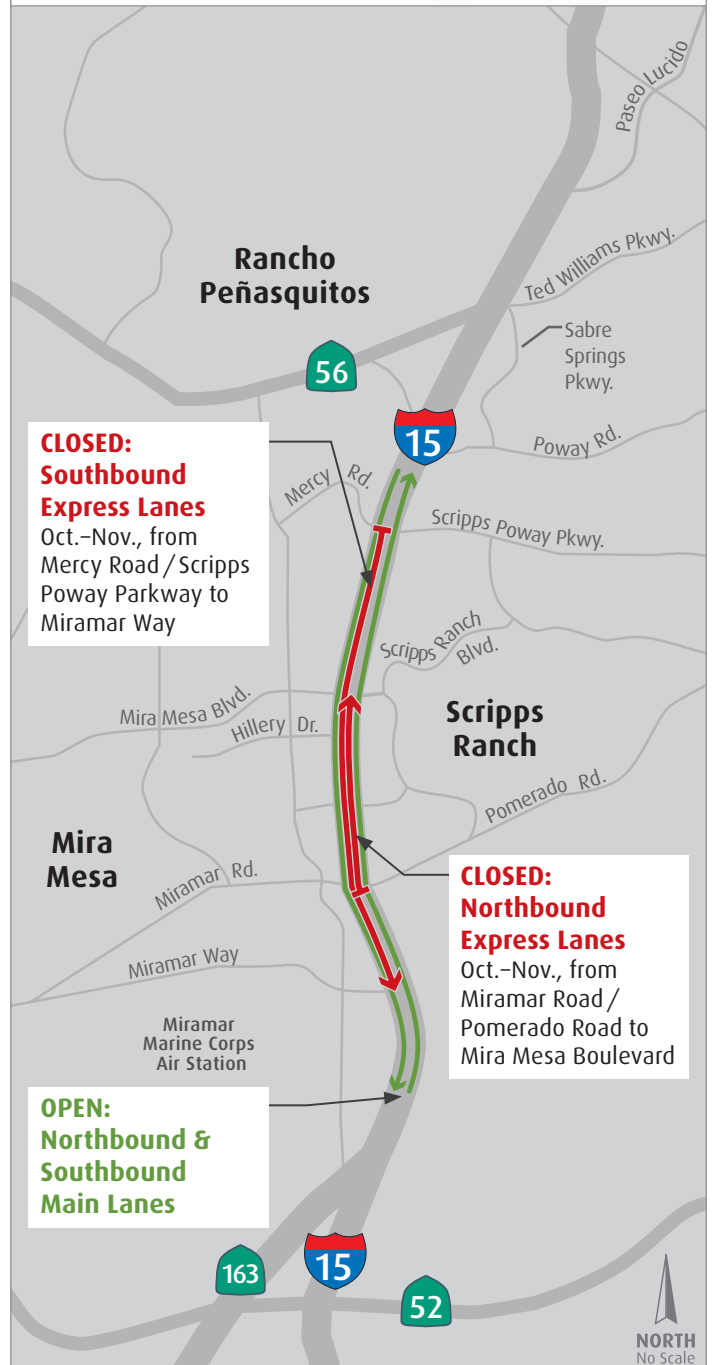 Paseo Lucido
Rancho
Peñasquitos
Ted Williams Pkwy.
Sabre
Springs
Pkwy.
56
15
Poway Rd.
CLOSED:
Southbound
Express Lanes
Oct.–Nov., from
Mercy Road / Scripps
Poway Parkway to
Miramar Way
Mercy Rd.
Scripps Poway Pkwy.
Scripps Ranch
Blvd.
Mira Mesa Blvd.
Hillery Dr.
Scripps
Ranch
Pomerado Rd.
Mira
Mesa
Miramar Rd.
CLOSED:
Northbound
Express Lanes
Oct.–Nov., from
Miramar Road /
Pomerado Road to
Mira Mesa Boulevard
Miramar Way
Miramar
Marine Corps
Air Station
OPEN:
Northbound &
Southbound
Main Lanes
163
15
52
NORTH
No Scale